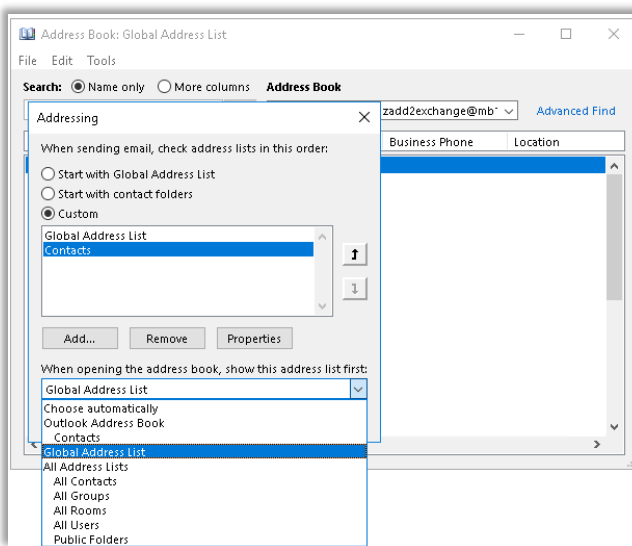 Address Book: Global Address List
File Edit Tools
Search: Name only More columns Address Book
zadd2exchange@mb Advanced Find
Addressing
Business Phone Location
When sending email, check address lists in this order:
Start with Global Address List
Start with contact folders
Custom
Global Address List
Contacts
Add... Remove Properties
When opening the address book, show this address list first:
Global Address List
Choose automatically
Outlook Address Book
Contacts
Global Address List
All Address Lists
All Contacts
All Groups
All Rooms
All Users
Public Folders